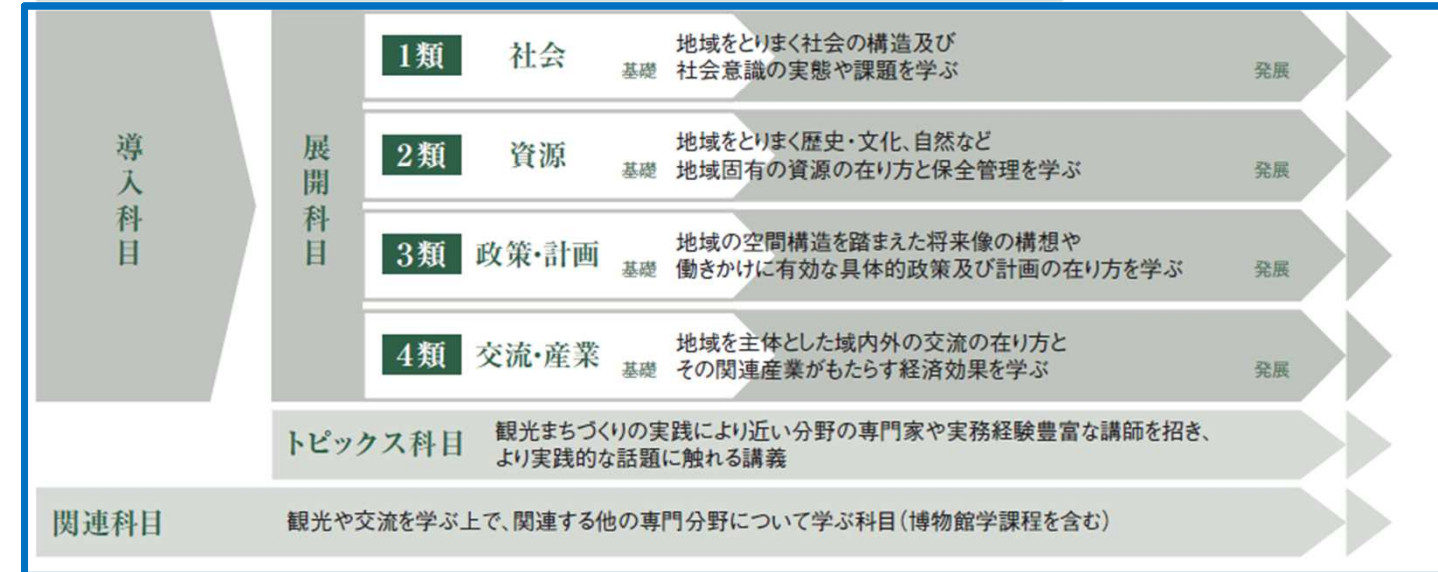 導入科目
展開科目
1類 社会 基礎 地域をとりまく社会の構造及び
社会意識の実態や課題を学ぶ 発展
2類 資源 基礎 地域をとりまく歴史・文化、自然など
地域固有の資源の在り方と保全管理を学ぶ 発展
3類 政策・計画 基礎 地域の空間構造を踏まえた将来像の構想や
働きかけに有効な具体的政策及び計画の在り方を学ぶ 発展
4類 交流・産業 基礎 地域を主体とした域内外の交流の在り方と
その関連産業がもたらす経済効果を学ぶ 発展
トピックス科目 観光まちづくりの実践により近い分野の専門家や実務経験豊富な講師を招き、
より実践的な話題に触れる講義
関連科目 観光や交流を学ぶ上で、関連する他の専門分野について学ぶ科目(博物館学課程を含む)